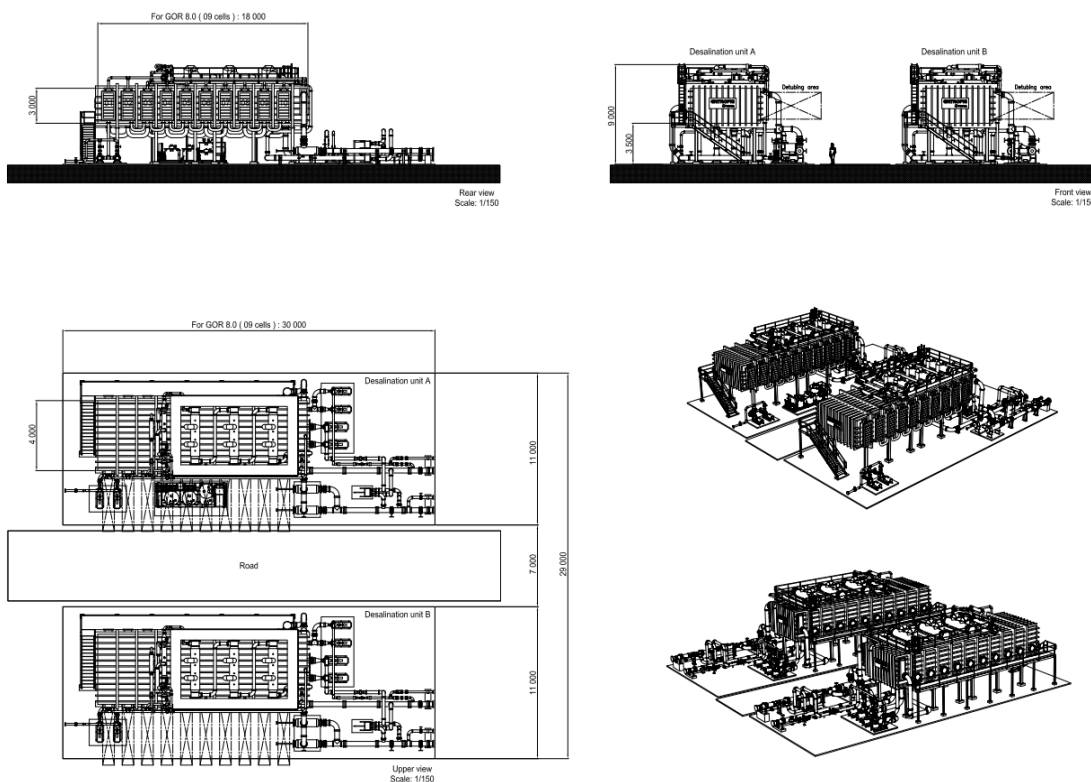 For GOR 8.0 ( 09 cells ) : 18 000
3 000
Rear view
Scale: 1/150
Desalination unit A
Desalination unit B
Detubing area
Detubing area
9 000
3 500
Front view
Scale: 1/150
For GOR 8.0 ( 09 cells ) : 30 000
Desalination unit A
4 000
11 000
Road
7 000
29 000
Desalination unit B
11 000
Upper view
Scale: 1/150